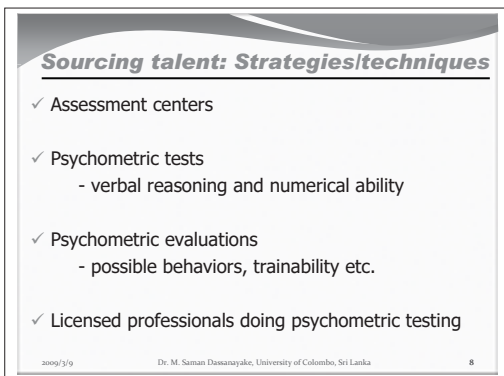 Sourcing talent: Strategies/techniques
✓ Assessment centers
✓ Psychometric tests
- verbal reasoning and numerical ability
✓ Psychometric evaluations
- possible behaviors, trainability etc.
✓ Licensed professionals doing psychometric testing
2009/3/9 Dr. M. Saman Dassanayake, University of Colombo, Sri Lanka 8